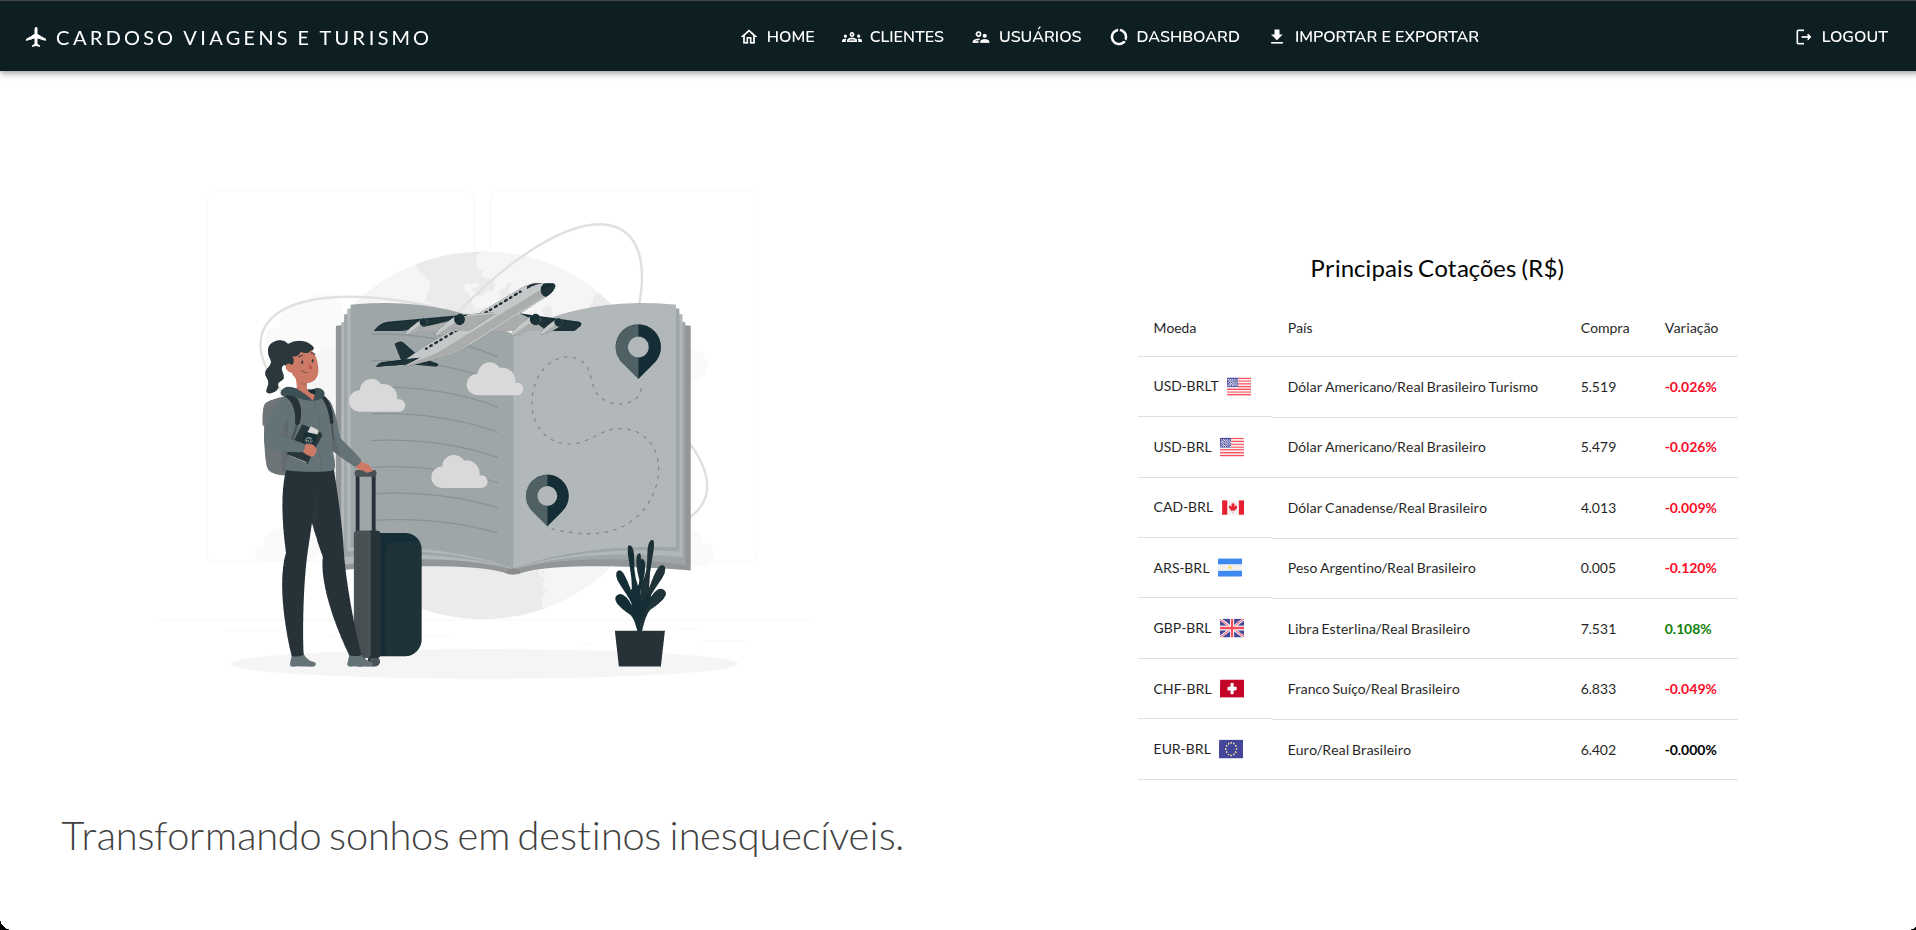 CARDOSO VIAGENS E TURISMO
HOME CLIENTES USUÁRIOS DASHBOARD IMPORTAR E EXPORTAR LOGOUT
Principais Cotações (R$)
Moeda País Compra Variação
USD-BRLT Dólar Americano/Real Brasileiro Turismo 5.519 -0.026%
USD-BRL Dólar Americano/Real Brasileiro 5.479 -0.026%
CAD-BRL Dólar Canadense/Real Brasileiro 4.013 -0.009%
ARS-BRL Peso Argentino/Real Brasileiro 0.005 -0.120%
GBP-BRL Libra Esterlina/Real Brasileiro 7.531 0.108%
CHF-BRL Franco Suíço/Real Brasileiro 6.833 -0.049%
EUR-BRL Euro/Real Brasileiro 6.402 -0.000%
Transformando sonhos em destinos inesquecíveis.